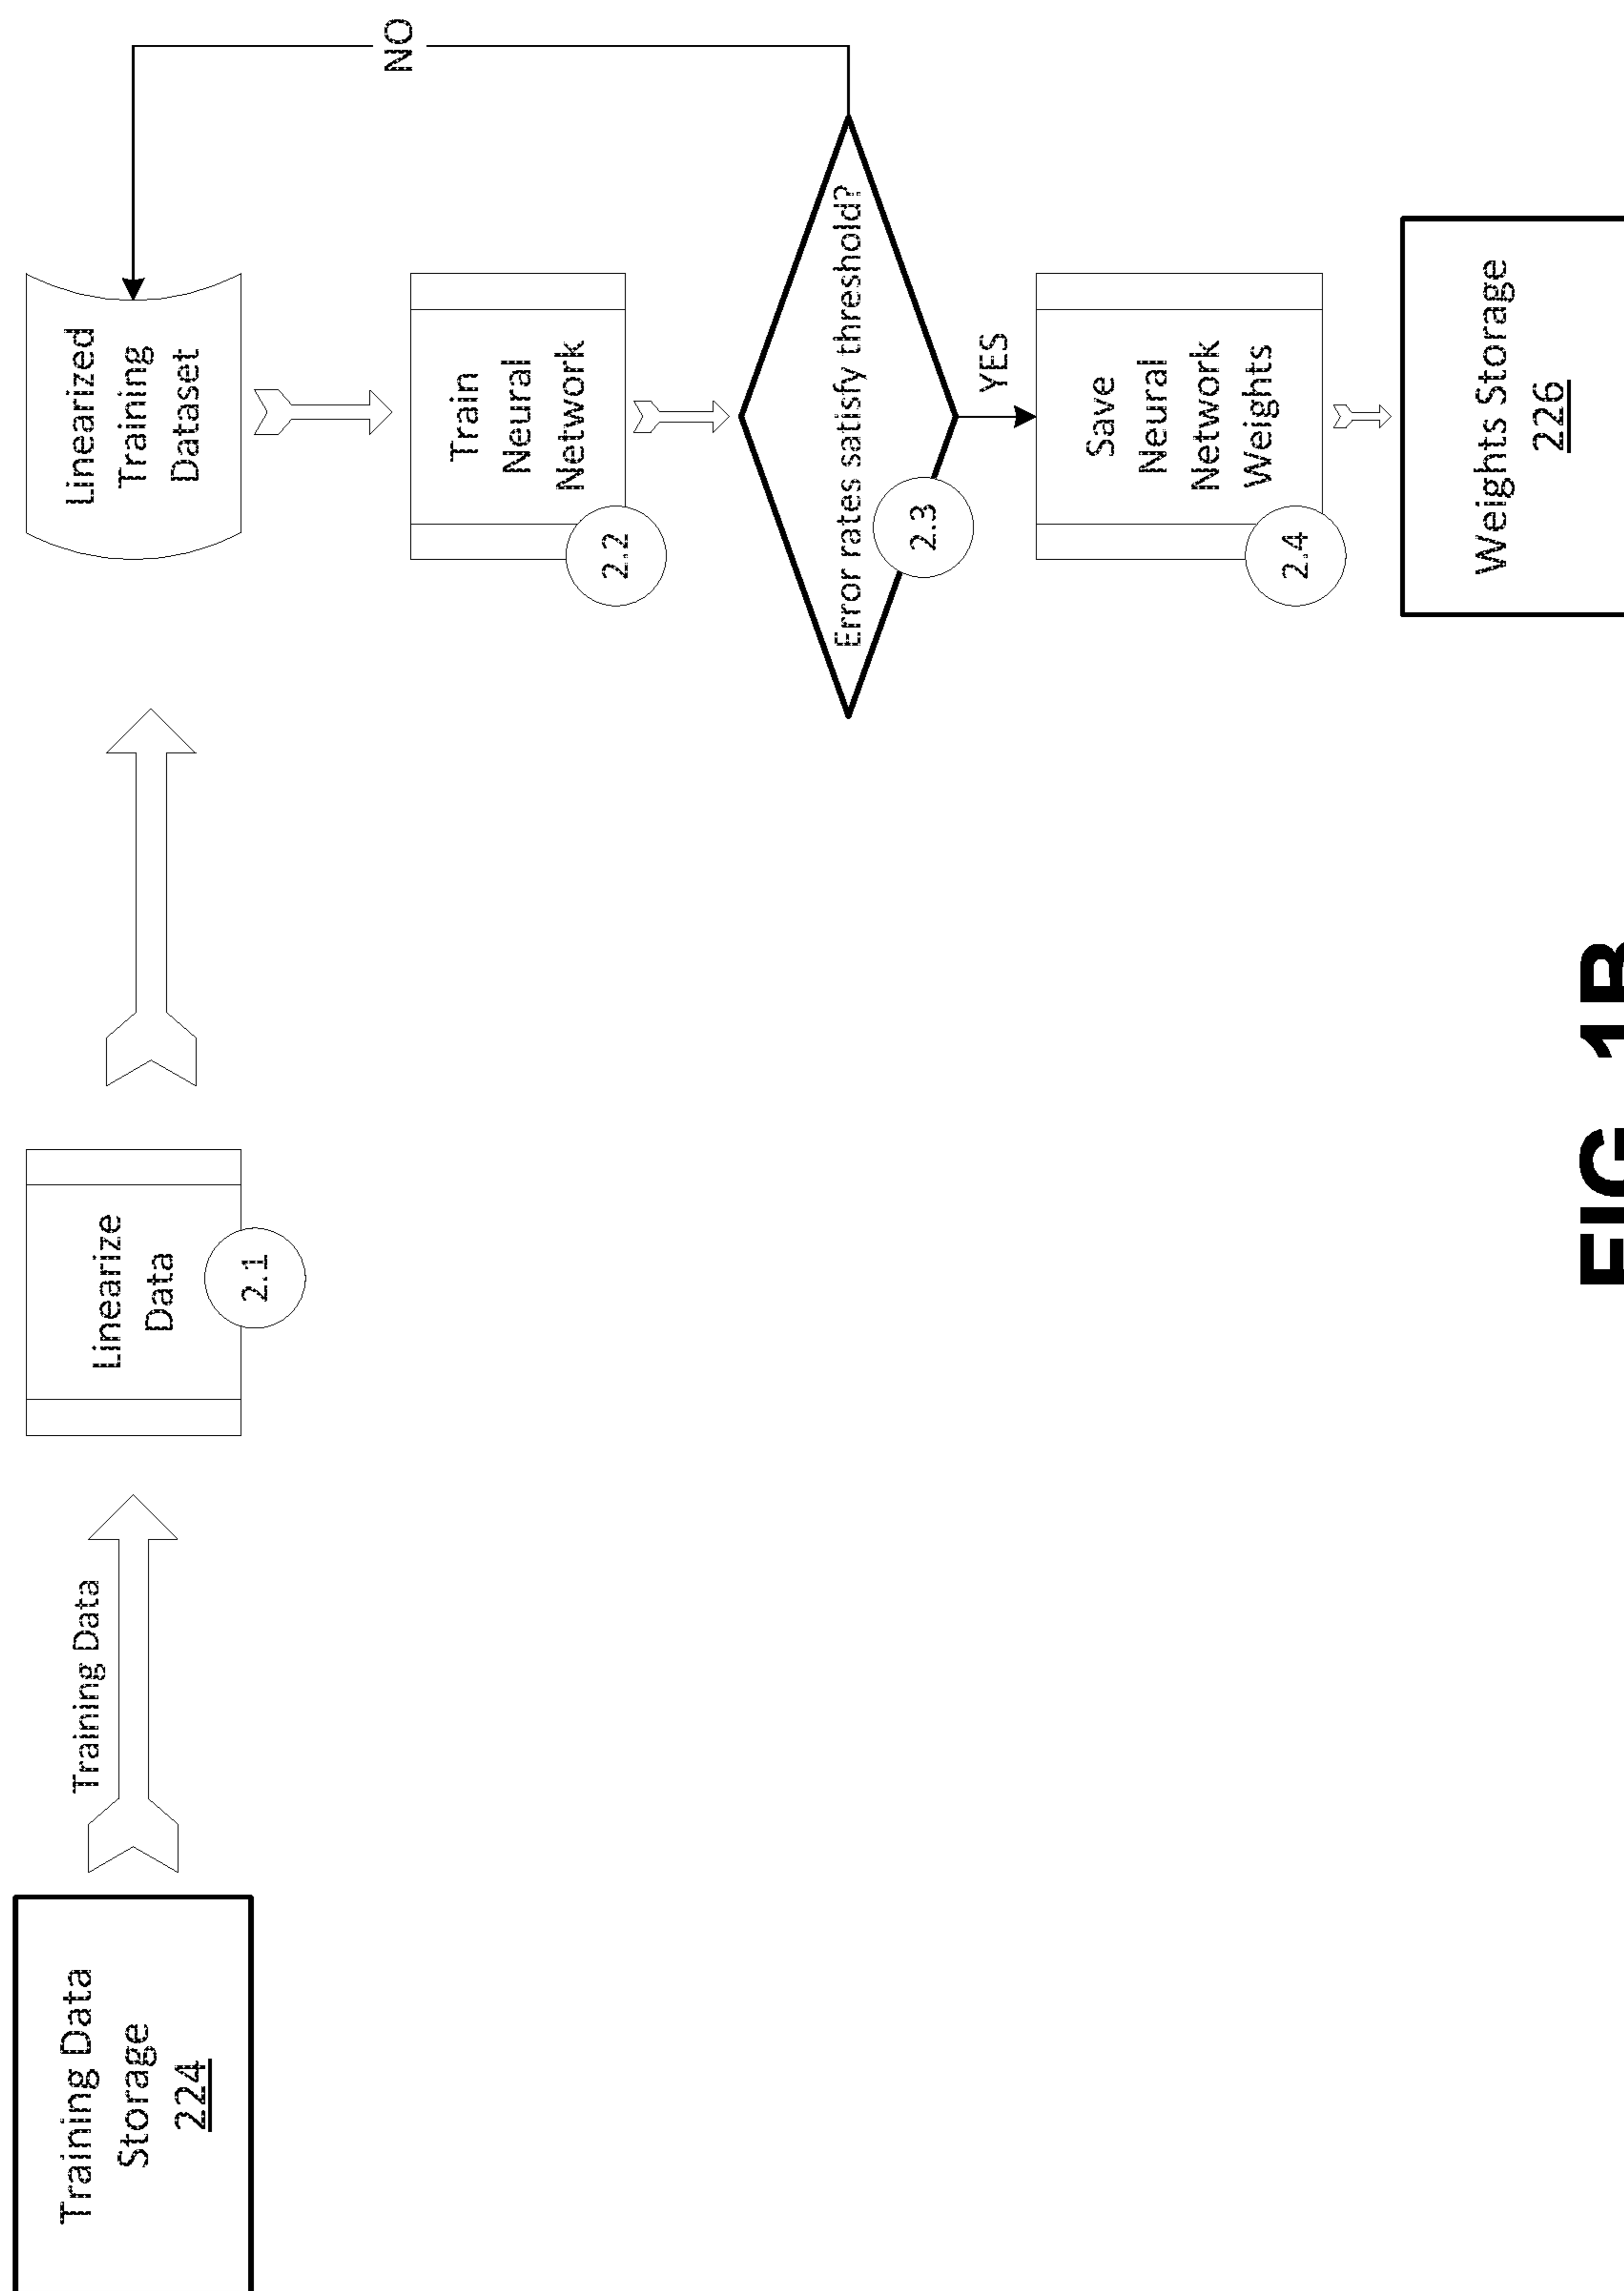 Training Data
Storage
224
Training Data
Linearize
Data
2.1
Linearized
Training
Dataset
NO
Train
Neural
Network
2.2
Error rates satisfy threshold?
2.3
YES
Save
Neural
Network
Weights
2.4
Weights Storage
226
FIG. 1B